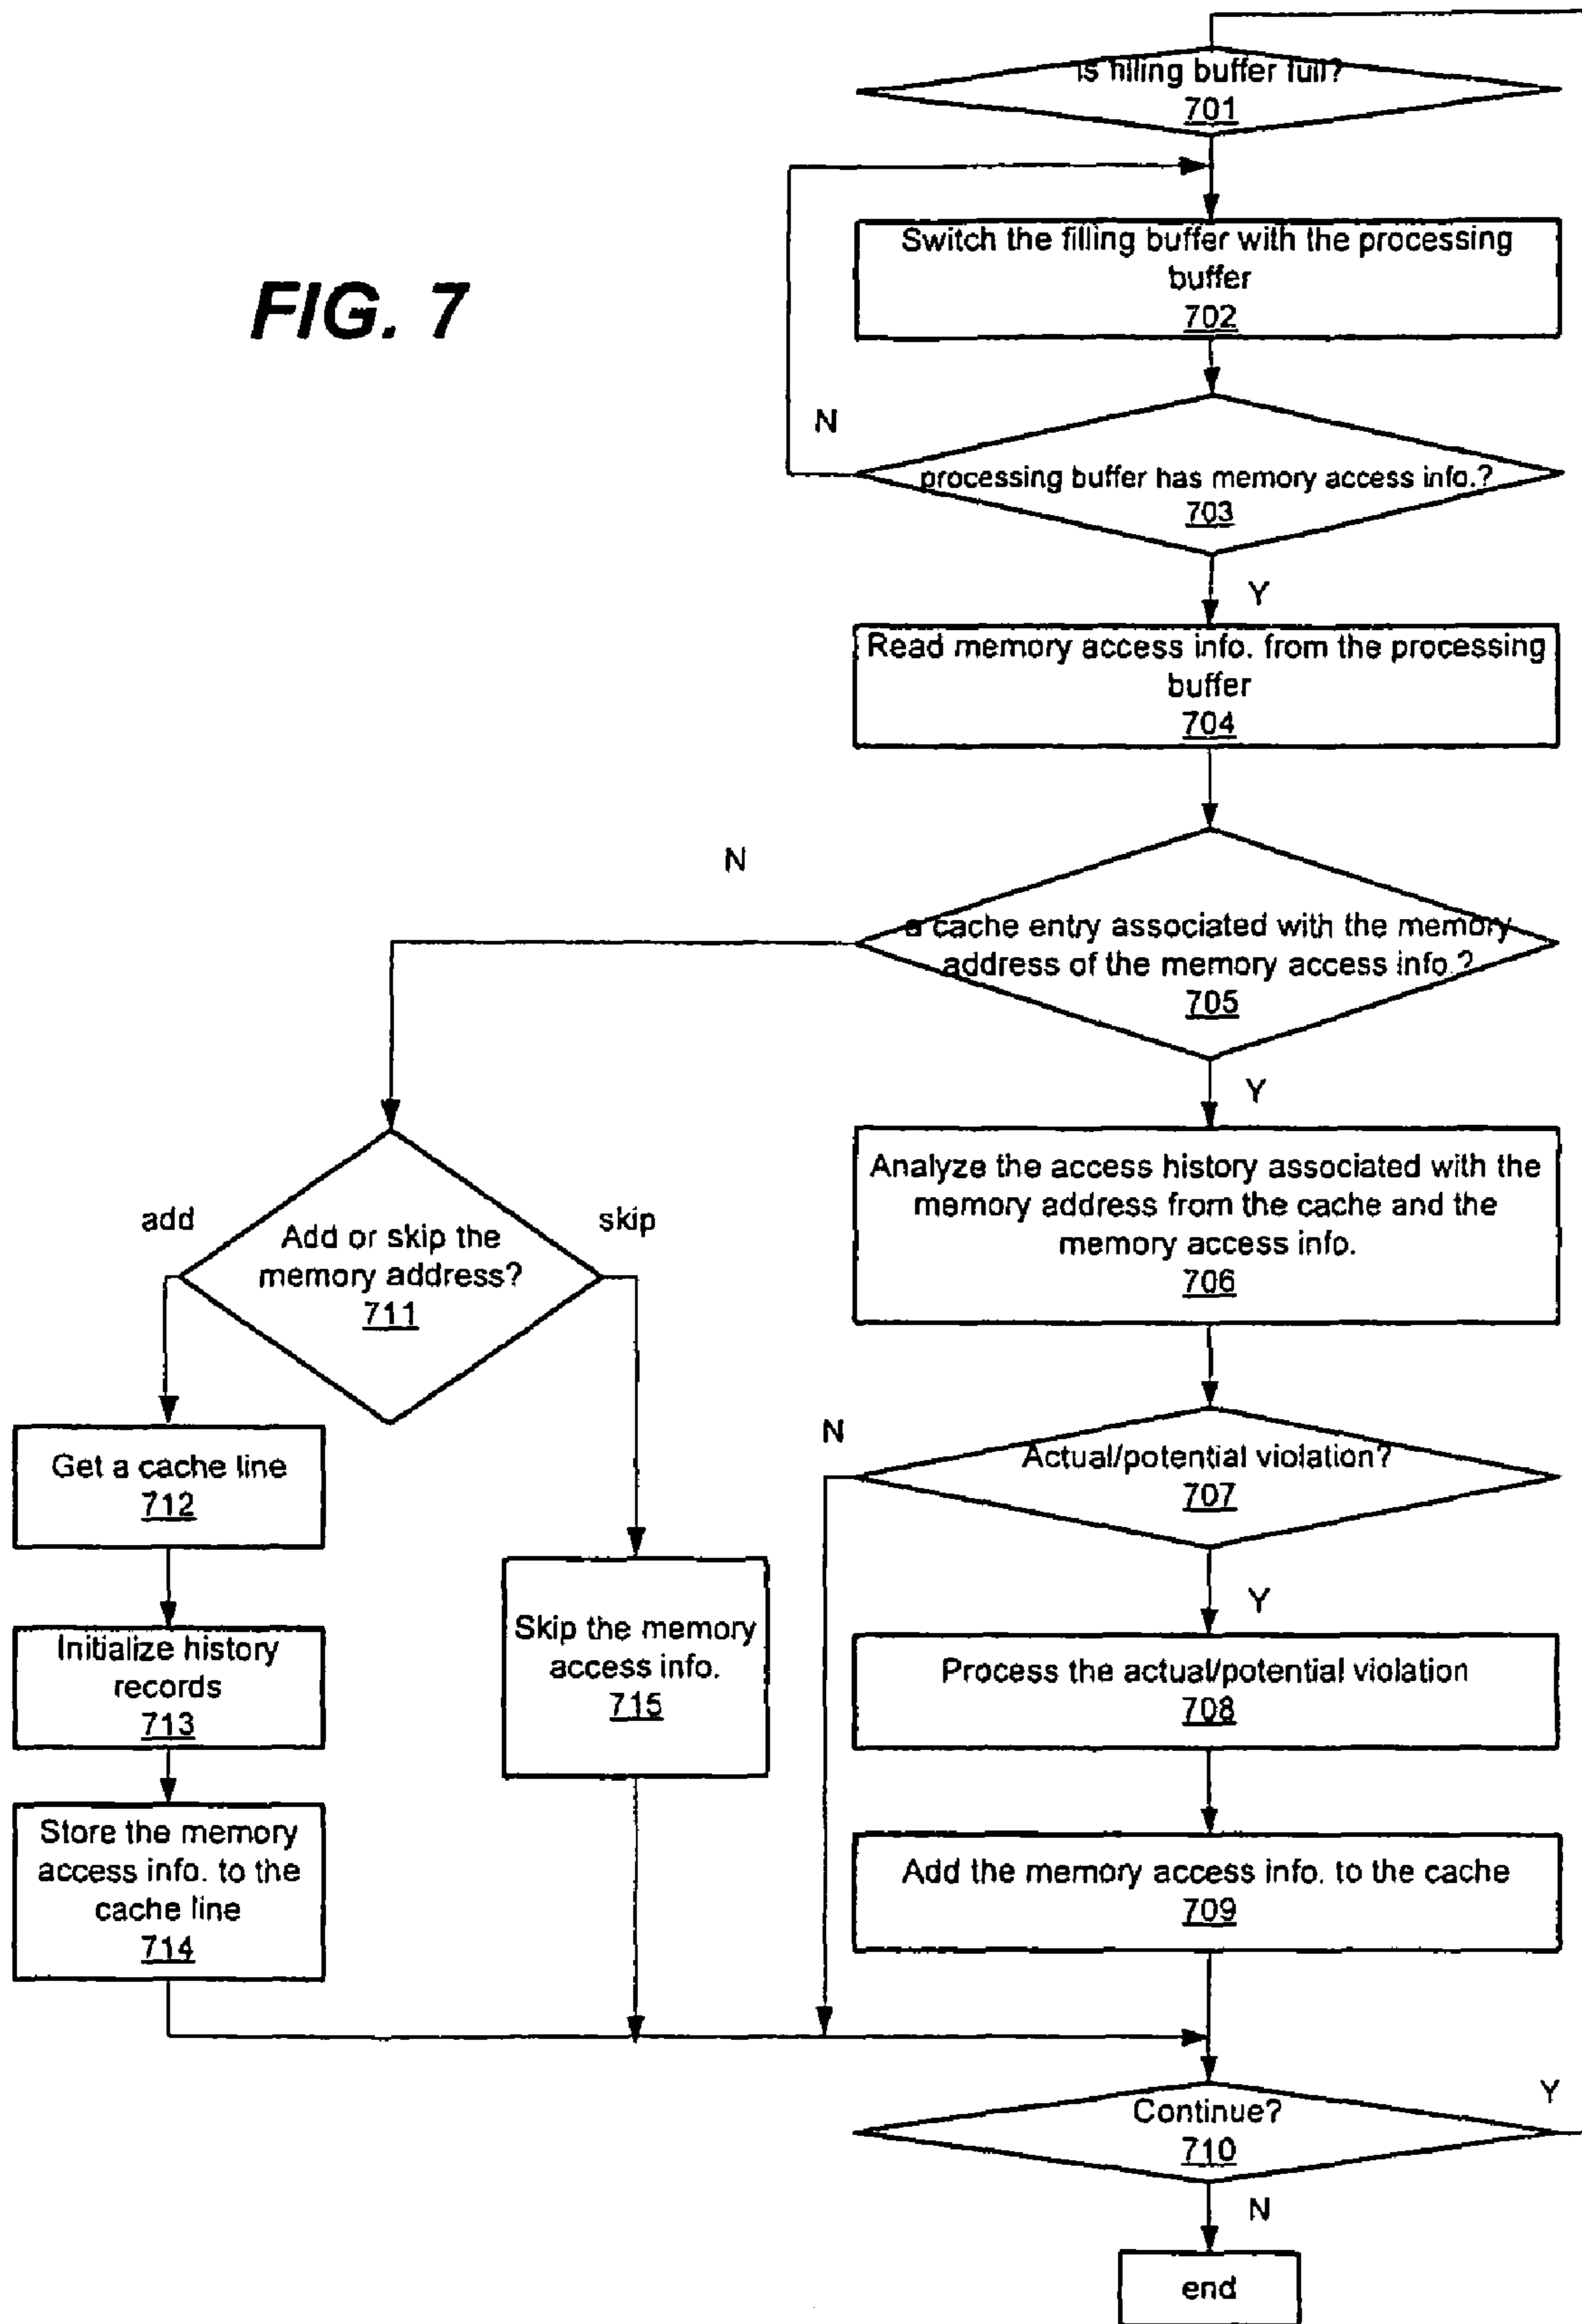 FIG. 7
is filling buffer full?
701
Switch the filling buffer with the processing
buffer
702
N
processing buffer has memory access info.?
703
Y
Read memory access info. from the processing
buffer
704
N
a cache entry associated with the memory
address of the memory access info.?
705
Y
Analyze the access history associated with the
memory address from the cache and the
memory access info.
706
add
skip
Add or skip the
memory address?
711
N
Actual/potential violation?
707
Y
Get a cache line
712
Initialize history
records
713
Store the memory
access info. to the
cache line
714
Skip the memory
access info.
715
Process the actual/potential violation
708
Add the memory access info. to the cache
709
Continue?
710
Y
N
end